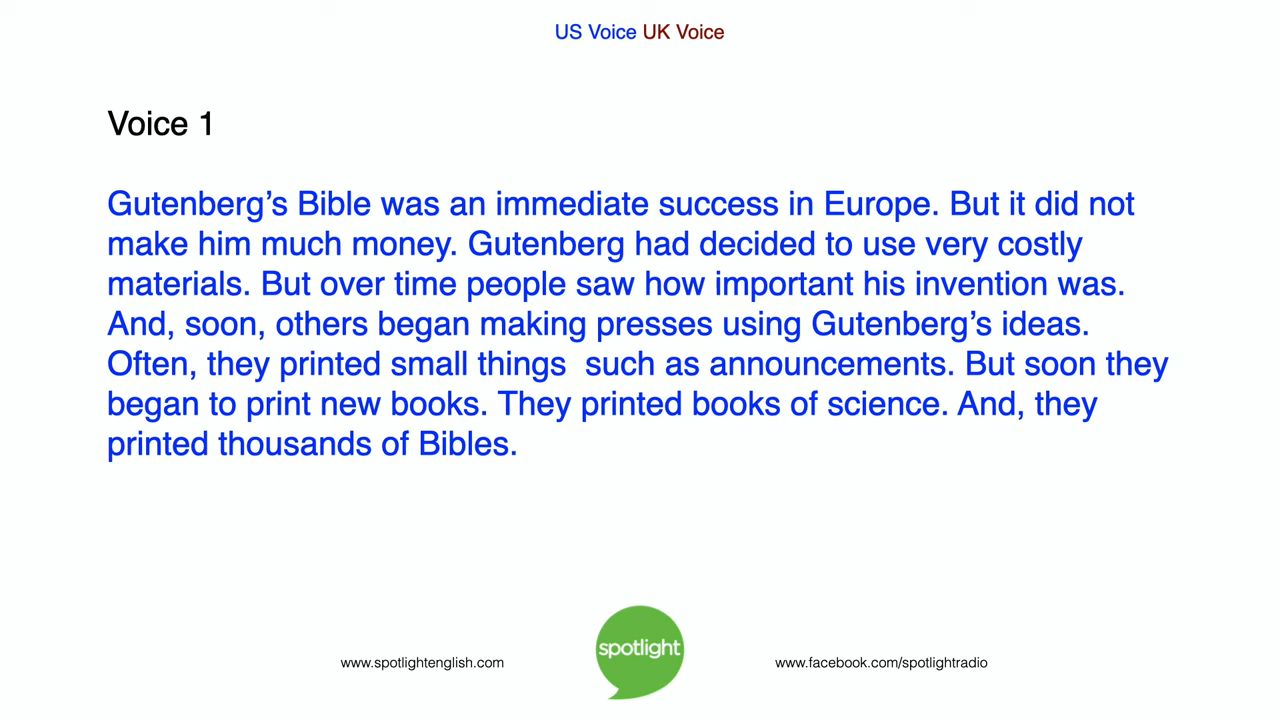 US Voice UK Voice
Voice 1
Gutenberg’s Bible was an immediate success in Europe. But it did not
make him much money. Gutenberg had decided to use very costly
materials. But over time people saw how important his invention was.
And, soon, others began making presses using Gutenberg’s ideas.
Often, they printed small things  such as announcements. But soon they
began to print new books. They printed books of science. And, they
printed thousands of Bibles.
spotlight
www.spotlightenglish.com
www.facebook.com/spotlightradio